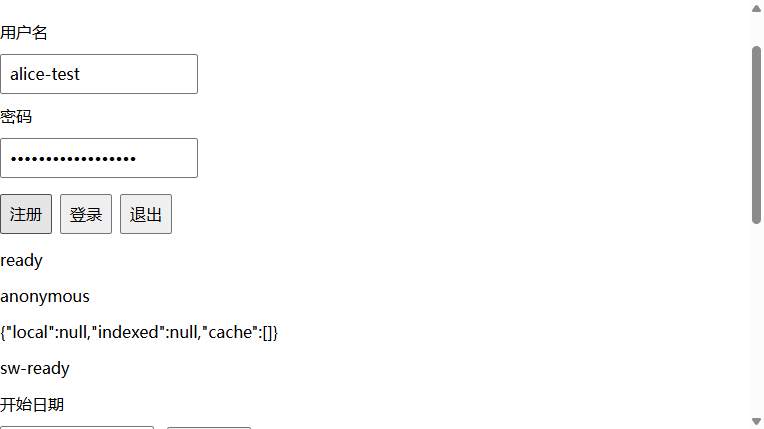 用户名
alice-test
密码
••••••••••••••••••
注册 登录 退出
ready
anonymous
{"local":null,"indexed":null,"cache":[]}
sw-ready
开始日期